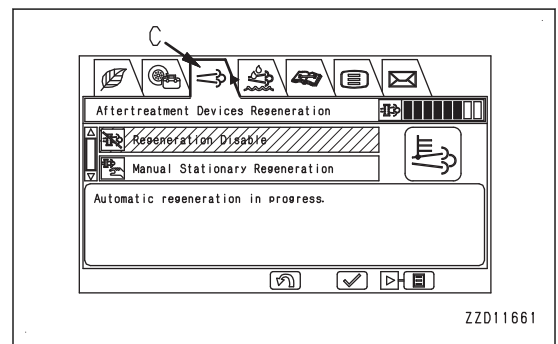 C
Aftertreatment Devices Regeneration
Regeneration Disable
Manual Stationary Regeneration
Automatic regeneration in progress.
ZZD11661